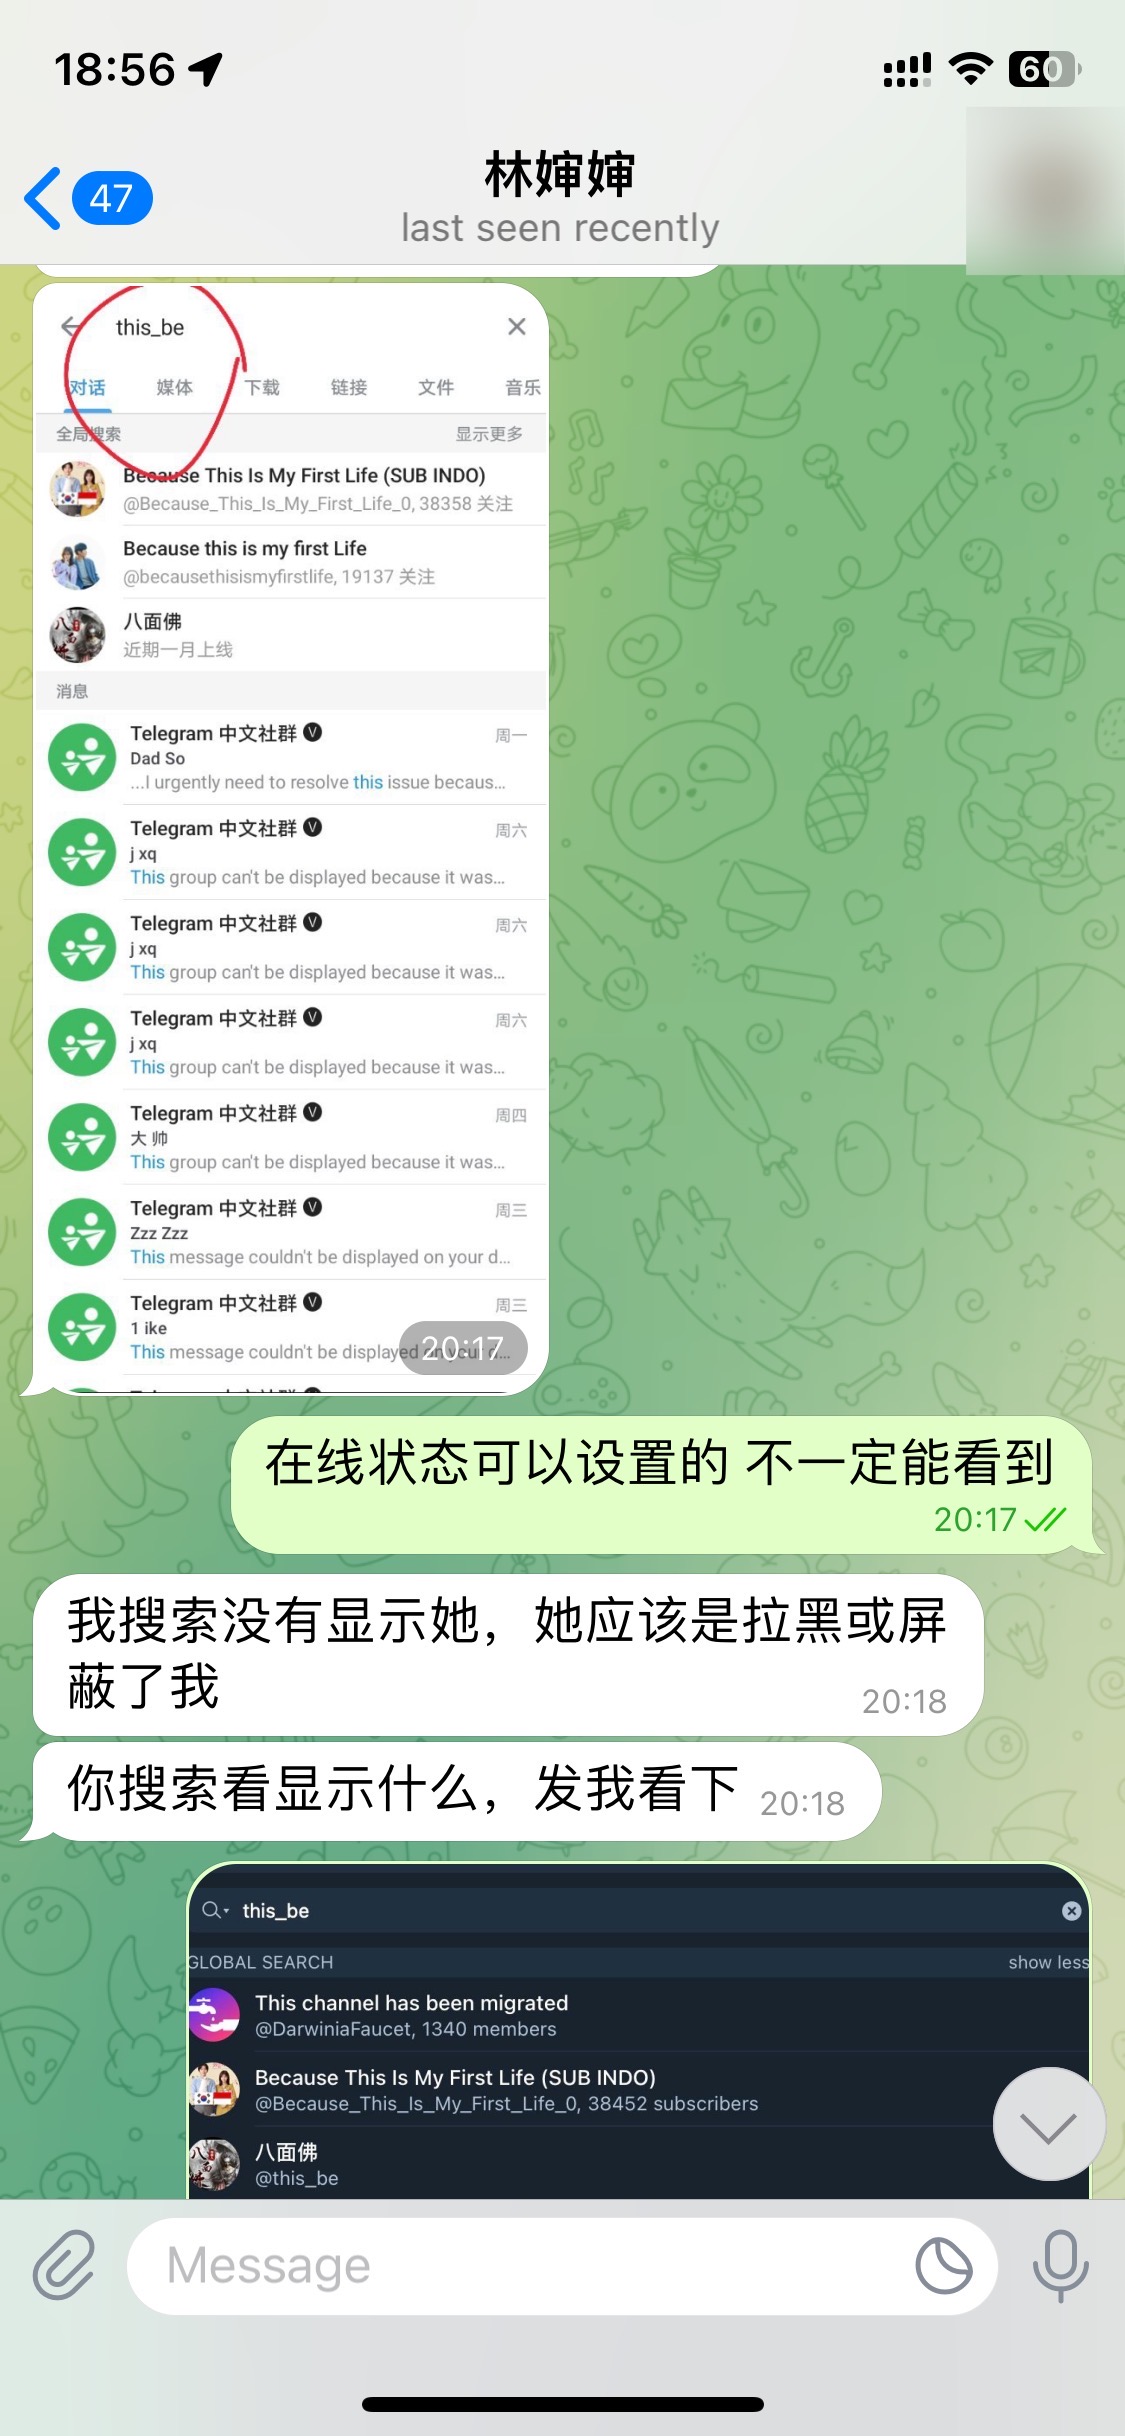 18:56
60
47
林婶婶
last seen recently
this_be
对话 媒体 下载 链接 文件 音乐
全局搜索 显示更多
Because This Is My First Life (SUB INDO)
@Because_This_Is_My_First_Life_0, 38358 关注
Because this is my first Life
@becausethisismyfirstlife, 19137 关注
八面佛
近期一月上线
消息
Telegram 中文社群 V 周一
Dad So
...I urgently need to resolve this issue becaus...
Telegram 中文社群 V 周六
j xq
This group can't be displayed because it was...
Telegram 中文社群 V 周六
j xq
This group can't be displayed because it was...
Telegram 中文社群 V 周六
j xq
This group can't be displayed because it was...
Telegram 中文社群 V 周四
大 帅
This group can't be displayed because it was...
Telegram 中文社群 V 周三
Zzz Zzz
This message couldn't be displayed on your d...
Telegram 中文社群 V 周三
1 ike
This message couldn't be displayed on your d...
20:17
在线状态可以设置的 不一定能看到
20:17
我搜索没有显示她，她应该是拉黑或屏
蔽了我
20:18
你搜索看显示什么，发我看下 20:18
this_be
GLOBAL SEARCH show less
This channel has been migrated
@DarwiniaFaucet, 1340 members
Because This Is My First Life (SUB INDO)
@Because_This_Is_My_First_Life_0, 38452 subscribers
八面佛
@this_be
Message